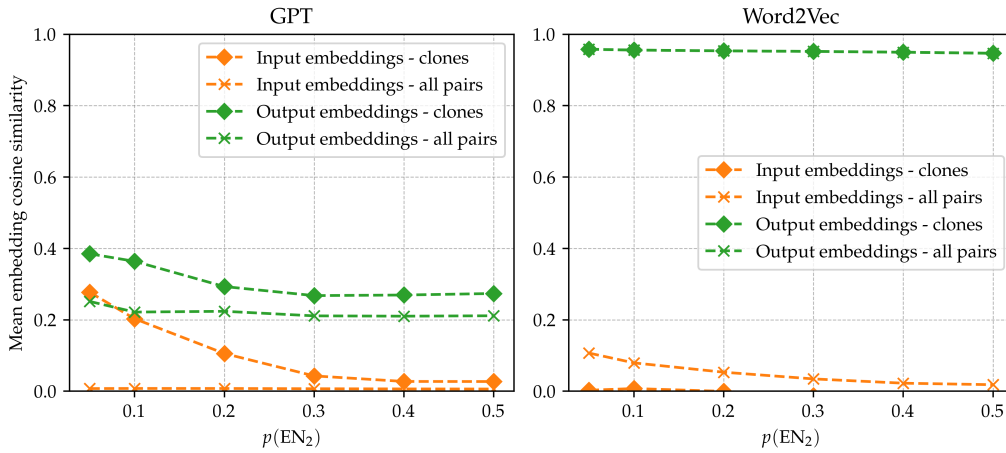 GPT
Mean embedding cosine similarity
1.0
0.8
0.6
0.4
0.2
0.0
Input embeddings - clones
Input embeddings - all pairs
Output embeddings - clones
Output embeddings - all pairs
0.1 0.2 0.3 0.4 0.5
p(EN₂)
Word2Vec
1.0
0.8
0.6
0.4
0.2
0.0
Input embeddings - clones
Input embeddings - all pairs
Output embeddings - clones
Output embeddings - all pairs
0.1 0.2 0.3 0.4 0.5
p(EN₂)